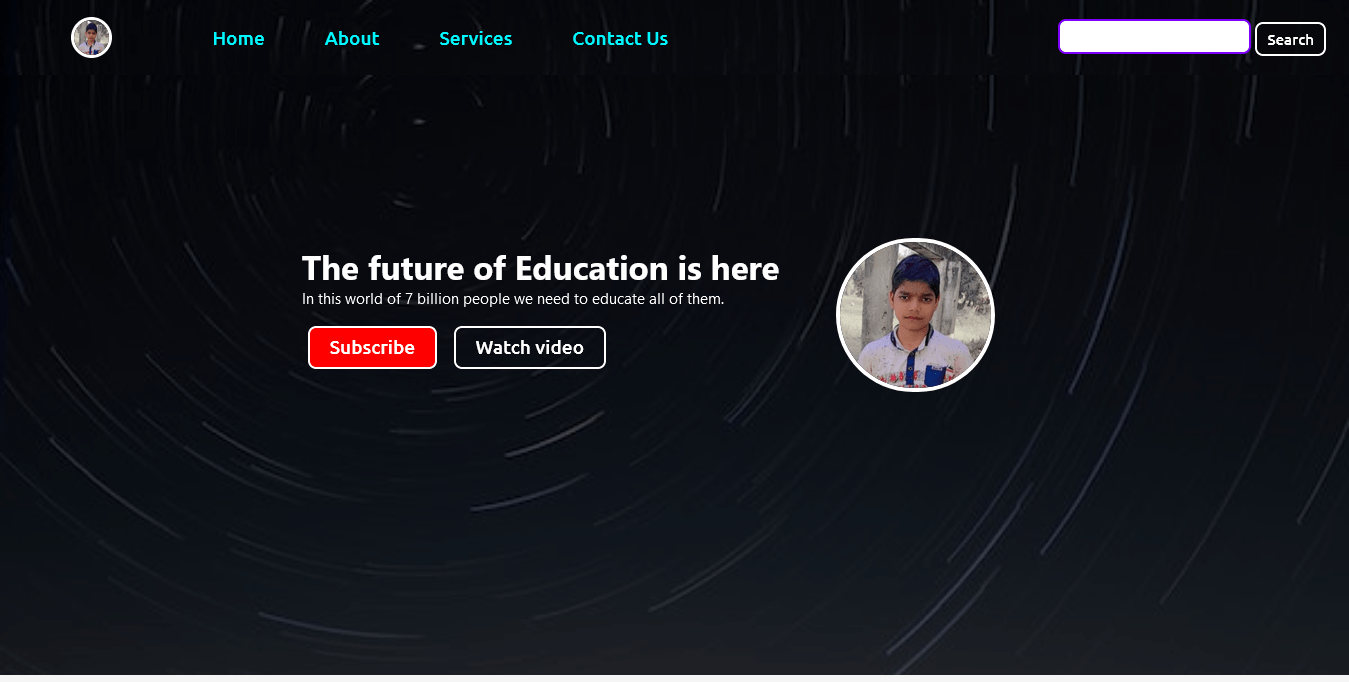 Home About Services Contact Us Search
The future of Education is here
In this world of 7 billion people we need to educate all of them.
Subscribe Watch video